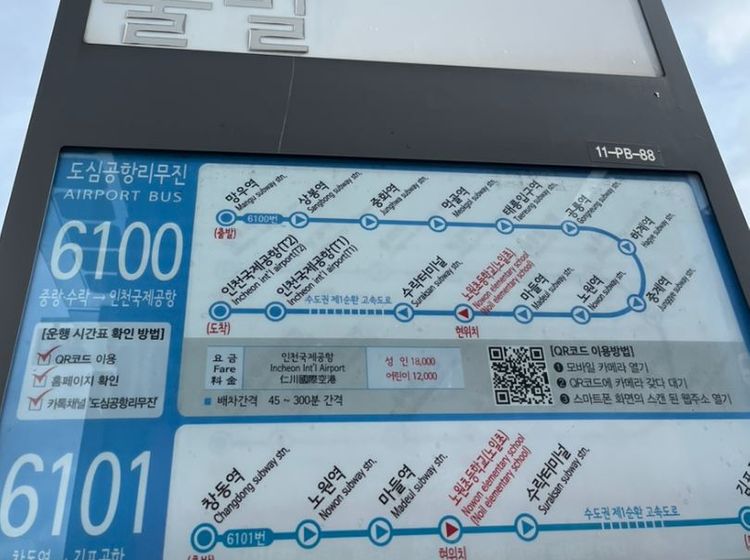 11-PB-88
도심공항리무진
AIRPORT BUS
6100
중랑·수락 → 인천국제공항
[운행 시간표 확인 방법]
QR코드 이용
홈페이지 확인
카톡채널 '도심공항리무진'
망우역
Mangu subway stn.
상봉역
Sangbong subway stn.
중화역
Junghwa subway stn.
먹골역
Meokgol subway stn.
태릉입구역
Taereung subway stn.
공릉역
Gongneung subway stn.
하계역
Hagye subway stn.
6100번
(출발)
인천국제공항(T2)
Incheon int'l airport(T2)
인천국제공항(T1)
Incheon int'l airport(T1)
수도권 제1순환 고속도로
수락터미널
Suraksan subway stn.
노원초등학교(노일초)
Nowon elementary school
(Noil elementary school)
마들역
Madeul subway stn.
노원역
Nowon subway stn.
중계역
Junggye subway stn.
(도착)
현위치
요 금
Fare
料 金
인천국제공항
Incheon Int'l Airport
仁川國際空港
성 인 18,000
어린이 12,000
배차간격 45 ~ 300분 간격
[QR코드 이용방법]
❶ 모바일 카메라 열기
❷ QR코드에 카메라 갖다 대기
❸ 스마트폰 화면의 스캔 된 웹주소 열기
6101
창동역 → 김포공항
창동역
Changdong subway stn.
노원역
Nowon subway stn.
마들역
Madeul subway stn.
노원초등학교(노일초)
Nowon elementary school
(Noil elementary school)
수락터미널
Suraksan subway stn.
수도권 제1순환 고속도로
6101번
(출발)
현위치